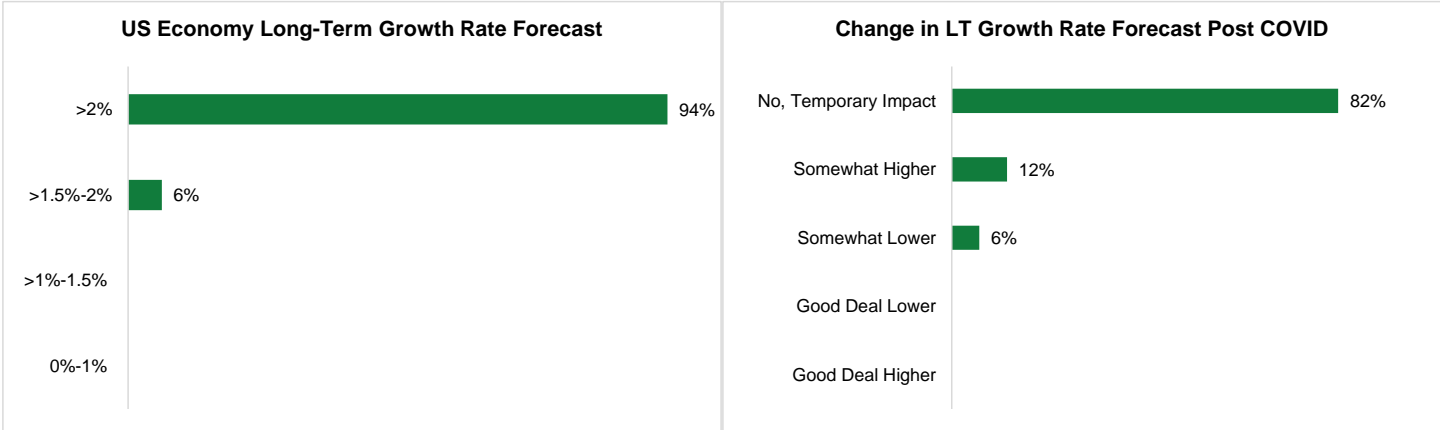 US Economy Long-Term Growth Rate Forecast
>2%
94%
>1.5%-2%
6%
>1%-1.5%
0%-1%
Change in LT Growth Rate Forecast Post COVID
No, Temporary Impact
82%
Somewhat Higher
12%
Somewhat Lower
6%
Good Deal Lower
Good Deal Higher